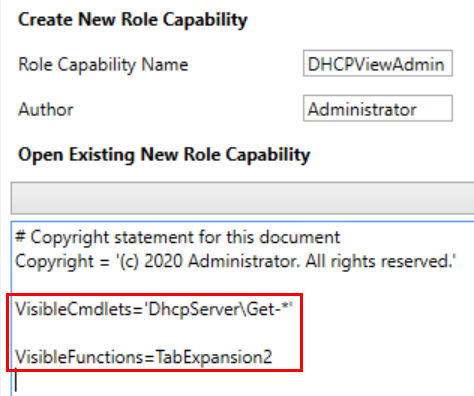 Create New Role Capability
Role Capability Name
DHCPViewAdmin
Author
Administrator
Open Existing New Role Capability
# Copyright statement for this document
Copyright = '(c) 2020 Administrator. All rights reserved.'
VisibleCmdlets='DhcpServer\Get-*'
VisibleFunctions=TabExpansion2